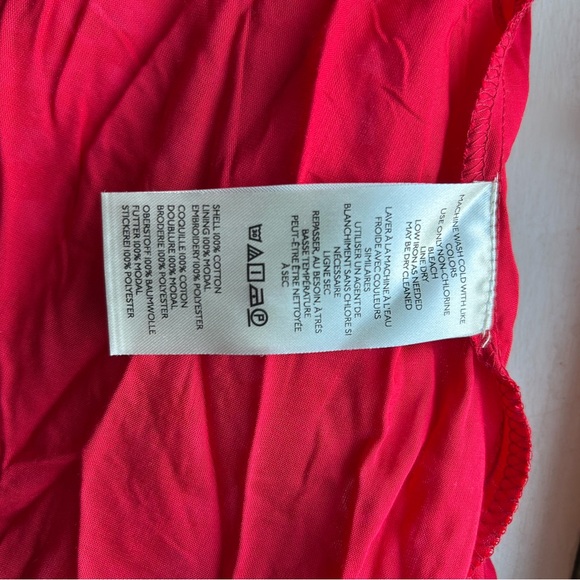 MACHINE WASH COLD WITH LIKE
COLORS
USE ONLY NON-CHLORINE
BLEACH
LINE DRY
LOW IRON AS NEEDED
MAY BE DRY CLEANED
LAVER À LA MACHINE À L'EAU
FROIDE AVEC COULEURS
SIMILAIRES
UTILISER UN AGENT DE
BLANCHIMENT SANS CHLORE SI
NÉCESSAIRE
LIGNE SEC
REPASSER, AU BESOIN, À TRÈS
BASSE TEMPÉRATURE
PEUT-ÊTRE ÊTRE NETTOYÉE
À SEC
SHELL 100% COTTON
LINING 100% MODAL
EMBROIDERY 100% POLYESTER
COQUILLE 100% COTON
DOUBLURE 100% MODAL
BRODERIE 100% POLYESTER
OBERSTOFF 100% BAUMWOLLE
FUTTER 100% MODAL
STICKEREI 100% POLYESTER